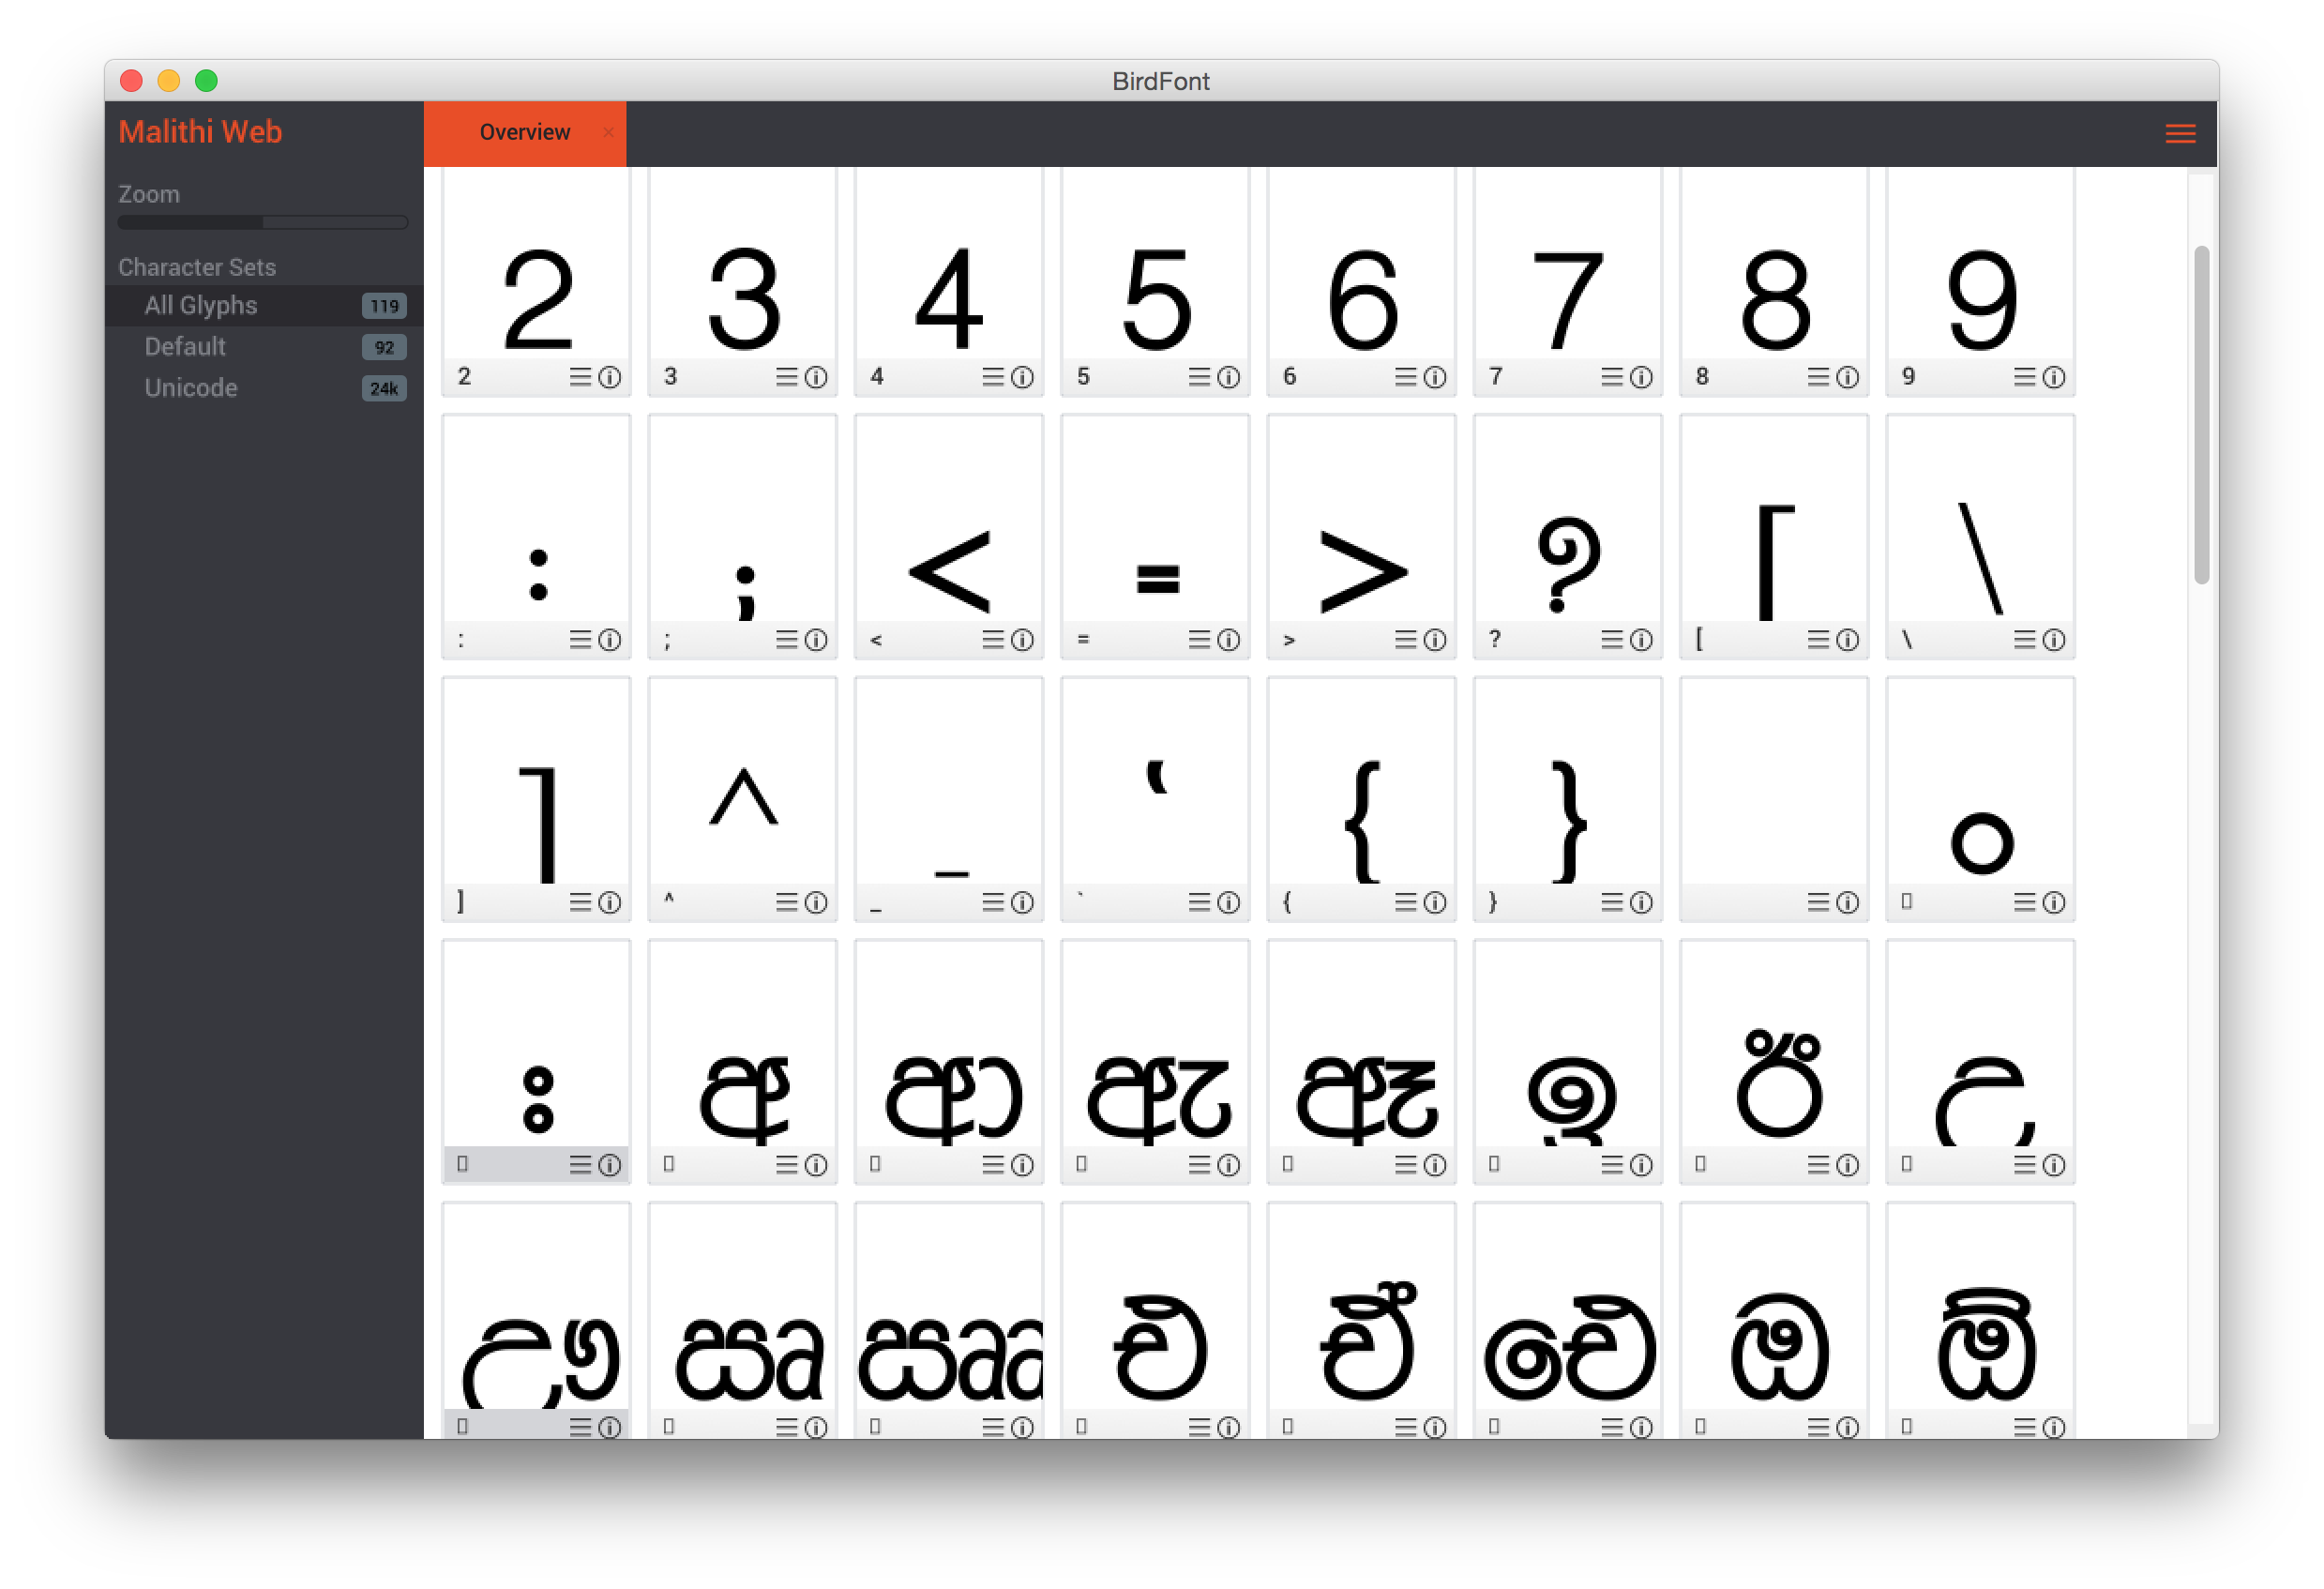 BirdFont
Malithi Web
Overview ×
Zoom
Character Sets
All Glyphs 119
Default 92
Unicode 24k
2 3 4 5 6 7 8 9
2 3 4 5 6 7 8 9
: ; < = > ? [ \
: ; < = > ? [ \
] ^ _ ` { } ං
] ^ _ ` { }
ඃ අ ආ ඇ ඈ ඉ ඊ උ
ඌ සෘ සෲ එ ඒ ඓ ඔ ඕ